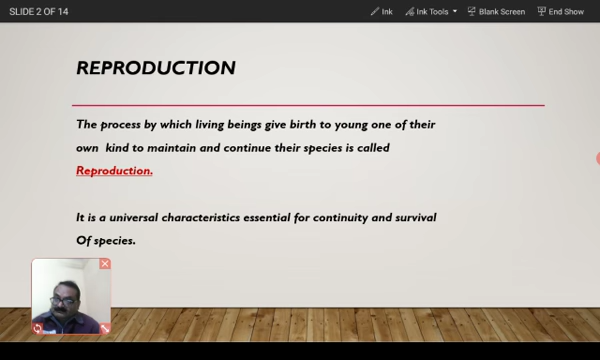 SLIDE 2 OF 14
Ink
Ink Tools
Blank Screen
End Show
REPRODUCTION
The process by which living beings give birth to young one of their
own kind to maintain and continue their species is called
Reproduction.
It is a universal characteristics essential for continuity and survival
Of species.